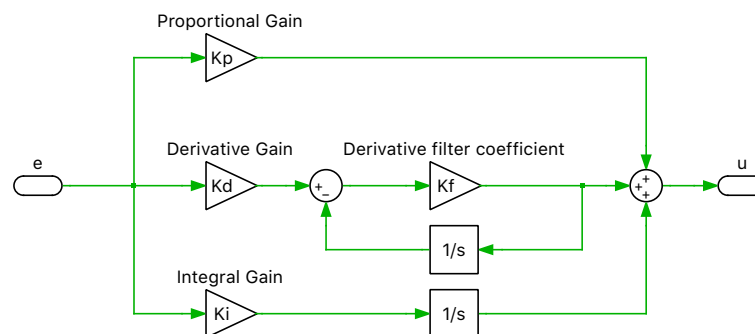 Proportional Gain
Kp
e
Derivative Gain
Derivative filter coefficient
u
Kd
+
−
Kf
+
+
+
1/s
Integral Gain
Ki
1/s